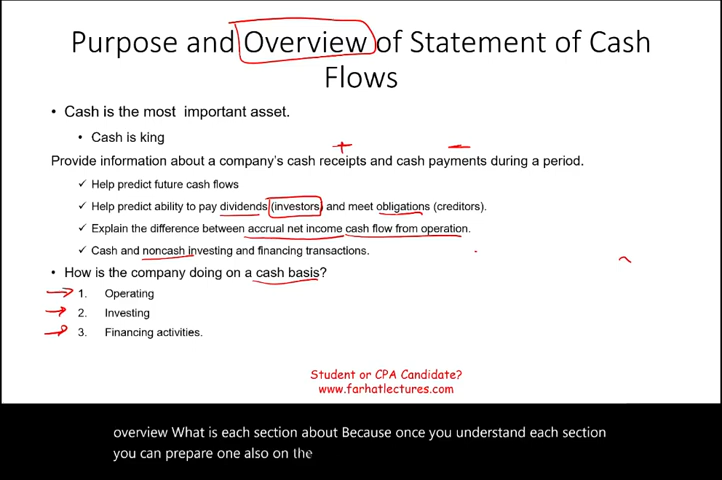 Purpose and Overview of Statement of Cash
Flows
• Cash is the most important asset.
• Cash is king
Provide information about a company's cash receipts and cash payments during a period.
✓ Help predict future cash flows
✓ Help predict ability to pay dividends (investors) and meet obligations (creditors).
✓ Explain the difference between accrual net income cash flow from operation.
✓ Cash and noncash investing and financing transactions.
• How is the company doing on a cash basis?
1. Operating
2. Investing
3. Financing activities.
Student or CPA Candidate?
www.farhatlectures.com
overview What is each section about Because once you understand each section
you can prepare one also on the